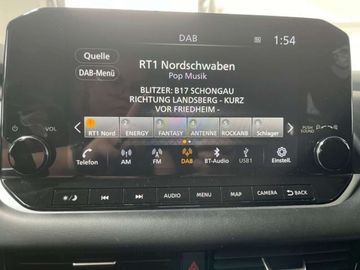 DAB 1:54
Quelle
DAB-Menü
RT1 Nordschwaben
Pop Musik
BLITZER: B17 SCHONGAU
RICHTUNG LANDSBERG - KURZ
VOR FRIEDHEIM -
RT1 Nord ENERGY FANTASY ANTENNE ROCKANB Schlager
VOL
PUSH SOUND
Telefon AM FM DAB BT-Audio USB1 Einstell.
AUDIO MENU MAP CAMERA BACK